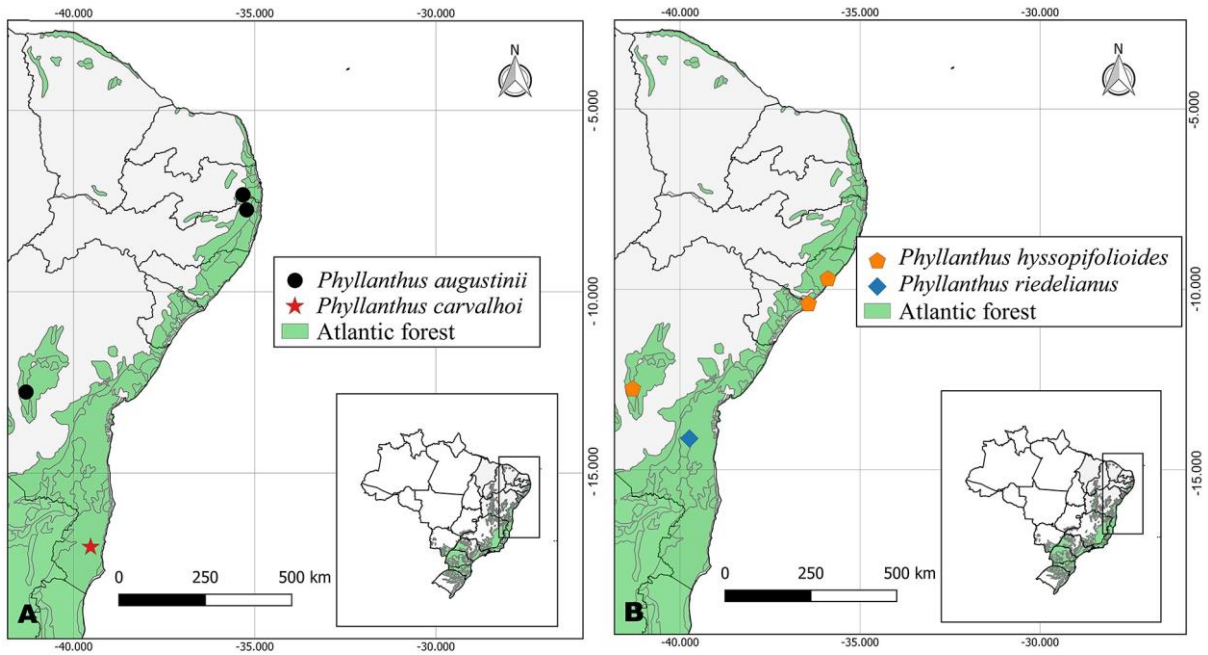 -40.000 -35.000 -30.000
N
-5.000
Phyllanthus augustinii
Phyllanthus carvalhoi
Atlantic forest
-10.000
-15.000
0 250 500 km
A
-40.000 -35.000 -30.000
-40.000 -35.000 -30.000
N
-5.000
Phyllanthus hyssopifolioides
Phyllanthus riedelianus
Atlantic forest
-10.000
-15.000
0 250 500 km
B
-40.000 -35.000 -30.000